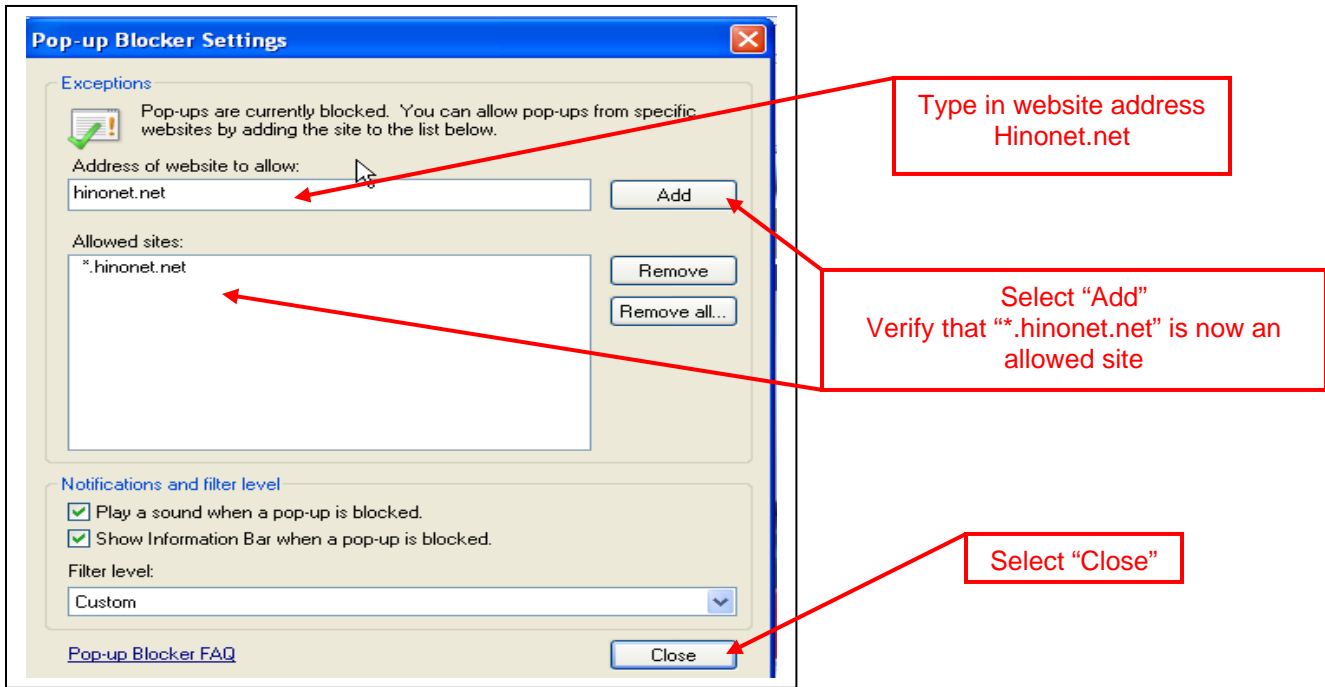 Pop-up Blocker Settings
Exceptions
Pop-ups are currently blocked. You can allow pop-ups from specific
websites by adding the site to the list below.
Address of website to allow:
hinonet.net
Add
Allowed sites:
*.hinonet.net
Remove
Remove all...
Notifications and filter level
Play a sound when a pop-up is blocked.
Show Information Bar when a pop-up is blocked.
Filter level:
Custom
Pop-up Blocker FAQ
Close
Type in website address
Hinonet.net
Select “Add”
Verify that “*.hinonet.net” is now an
allowed site
Select “Close”